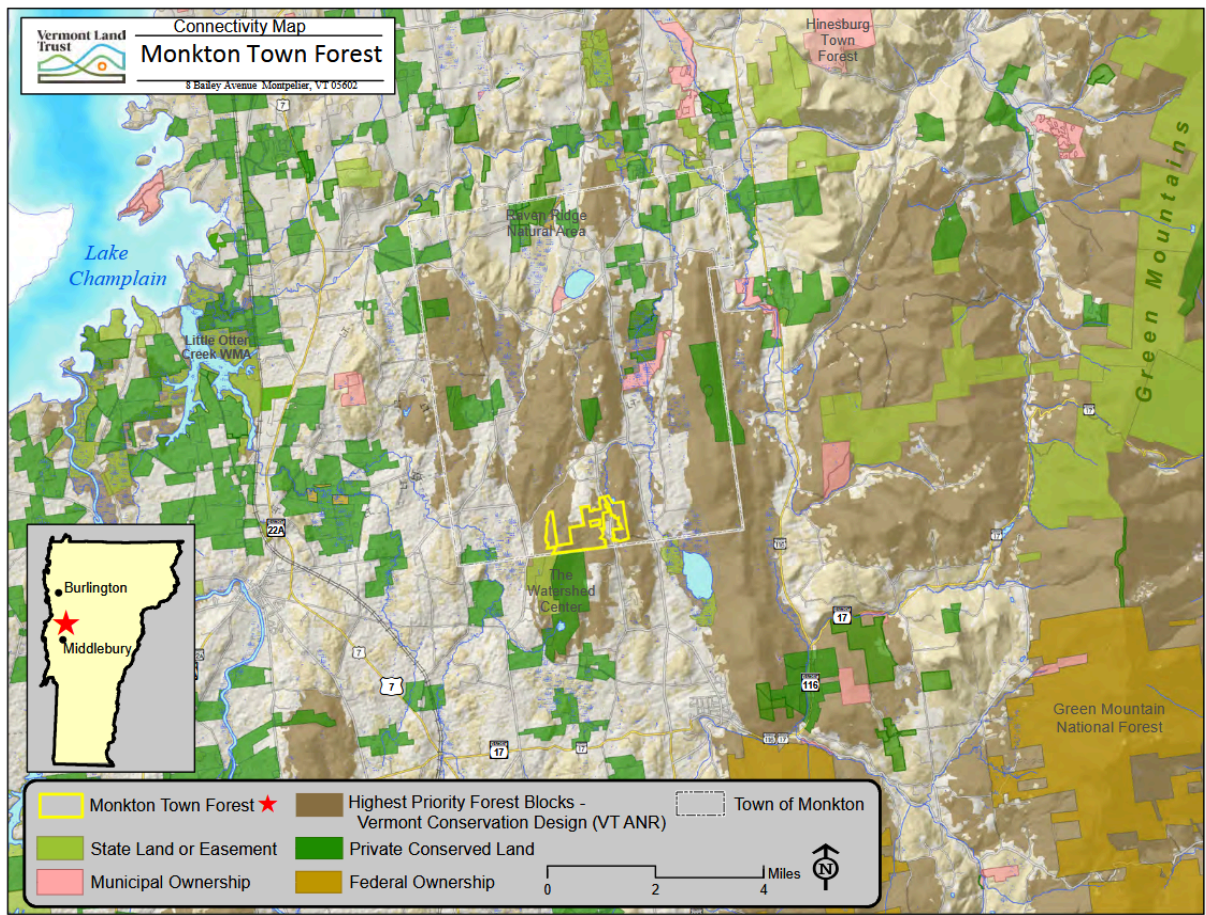 Vermont Land
Trust
Connectivity Map
Monkton Town Forest
8 Bailey Avenue Montpelier, VT 05602
Hinesburg
Town
Forest
7
Green Mountains
Raven Ridge
Natural Area
Lake
Champlain
Little Otter
Creek WMA
17
22A
17
116
The
Watershed
Center
Burlington
Middlebury
17
7
7
116
17
17
116
17
Green Mountain
National Forest
Monkton Town Forest
Highest Priority Forest Blocks -
Vermont Conservation Design (VT ANR)
Town of Monkton
State Land or Easement
Private Conserved Land
Municipal Ownership
Federal Ownership
0
2
4
Miles
N